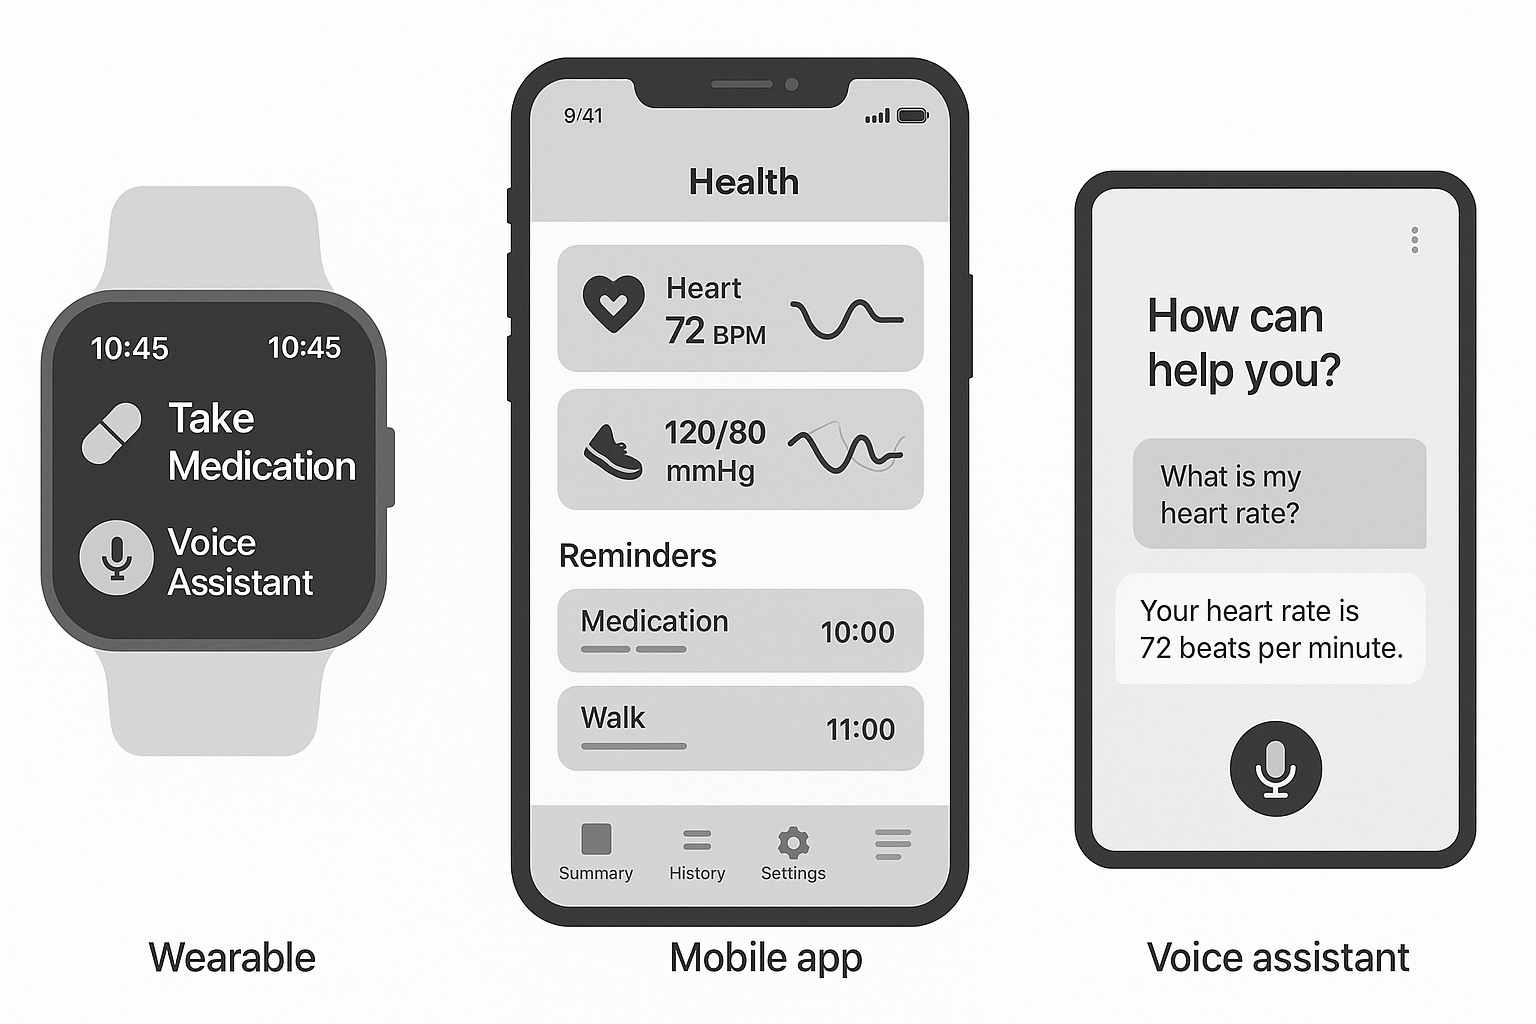 10:45 10:45
Take
Medication
Voice
Assistant
Wearable
9/41
Health
Heart
72 BPM
120/80
mmHg
Reminders
Medication 10:00
Walk 11:00
Summary History Settings
Mobile app
How can
help you?
What is my
heart rate?
Your heart rate is
72 beats per minute.
Voice assistant